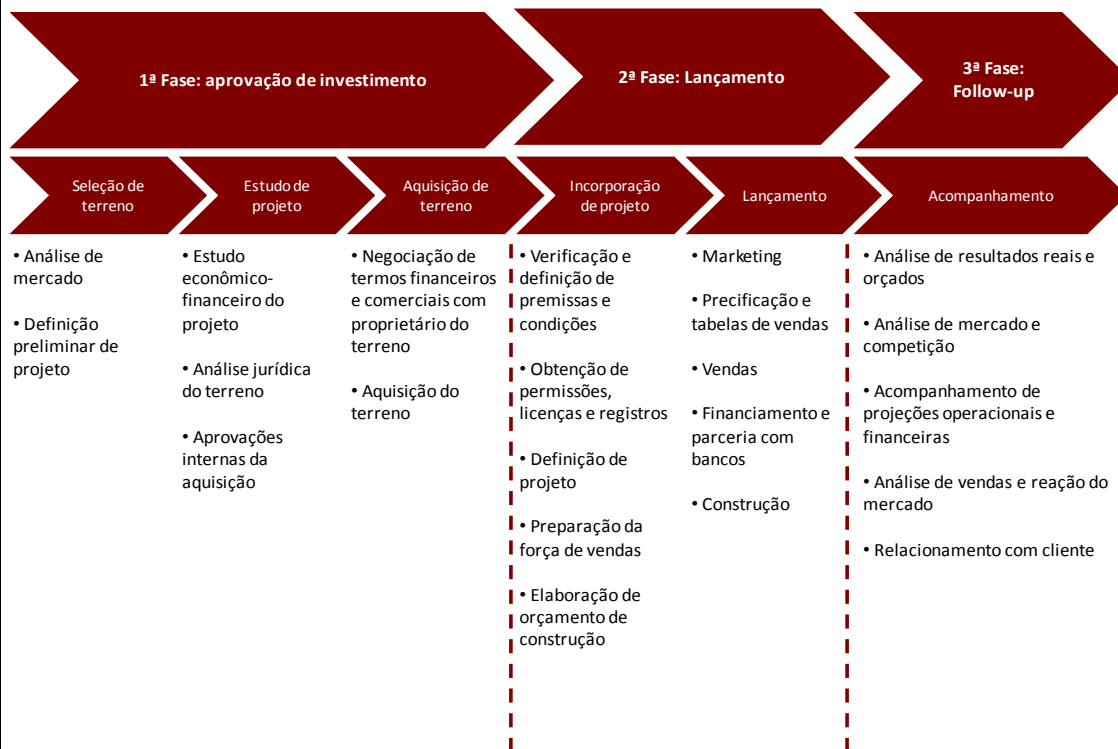 1ª Fase: aprovação de investimento
2ª Fase: Lançamento
3ª Fase:
Follow-up
Seleção de
terreno
Estudo de
projeto
Aquisição de
terreno
Incorporação
de projeto
Lançamento
Acompanhamento
• Análise de
mercado
• Definição
preliminar de
projeto
• Estudo
econômico-
financeiro do
projeto
• Análise jurídica
do terreno
• Aprovações
internas da
aquisição
• Negociação de
termos financeiros
e comerciais com
proprietário do
terreno
• Aquisição do
terreno
• Verificação e
definição de
premissas e
condições
• Obtenção de
permissões,
licenças e registros
• Definição de
projeto
• Preparação da
força de vendas
• Elaboração de
orçamento de
construção
• Marketing
• Precificação e
tabelas de vendas
• Vendas
• Financiamento e
parceria com
bancos
• Construção
• Análise de resultados reais e
orçados
• Análise de mercado e
competição
• Acompanhamento de
projeções operacionais e
financeiras
• Análise de vendas e reação do
mercado
• Relacionamento com cliente